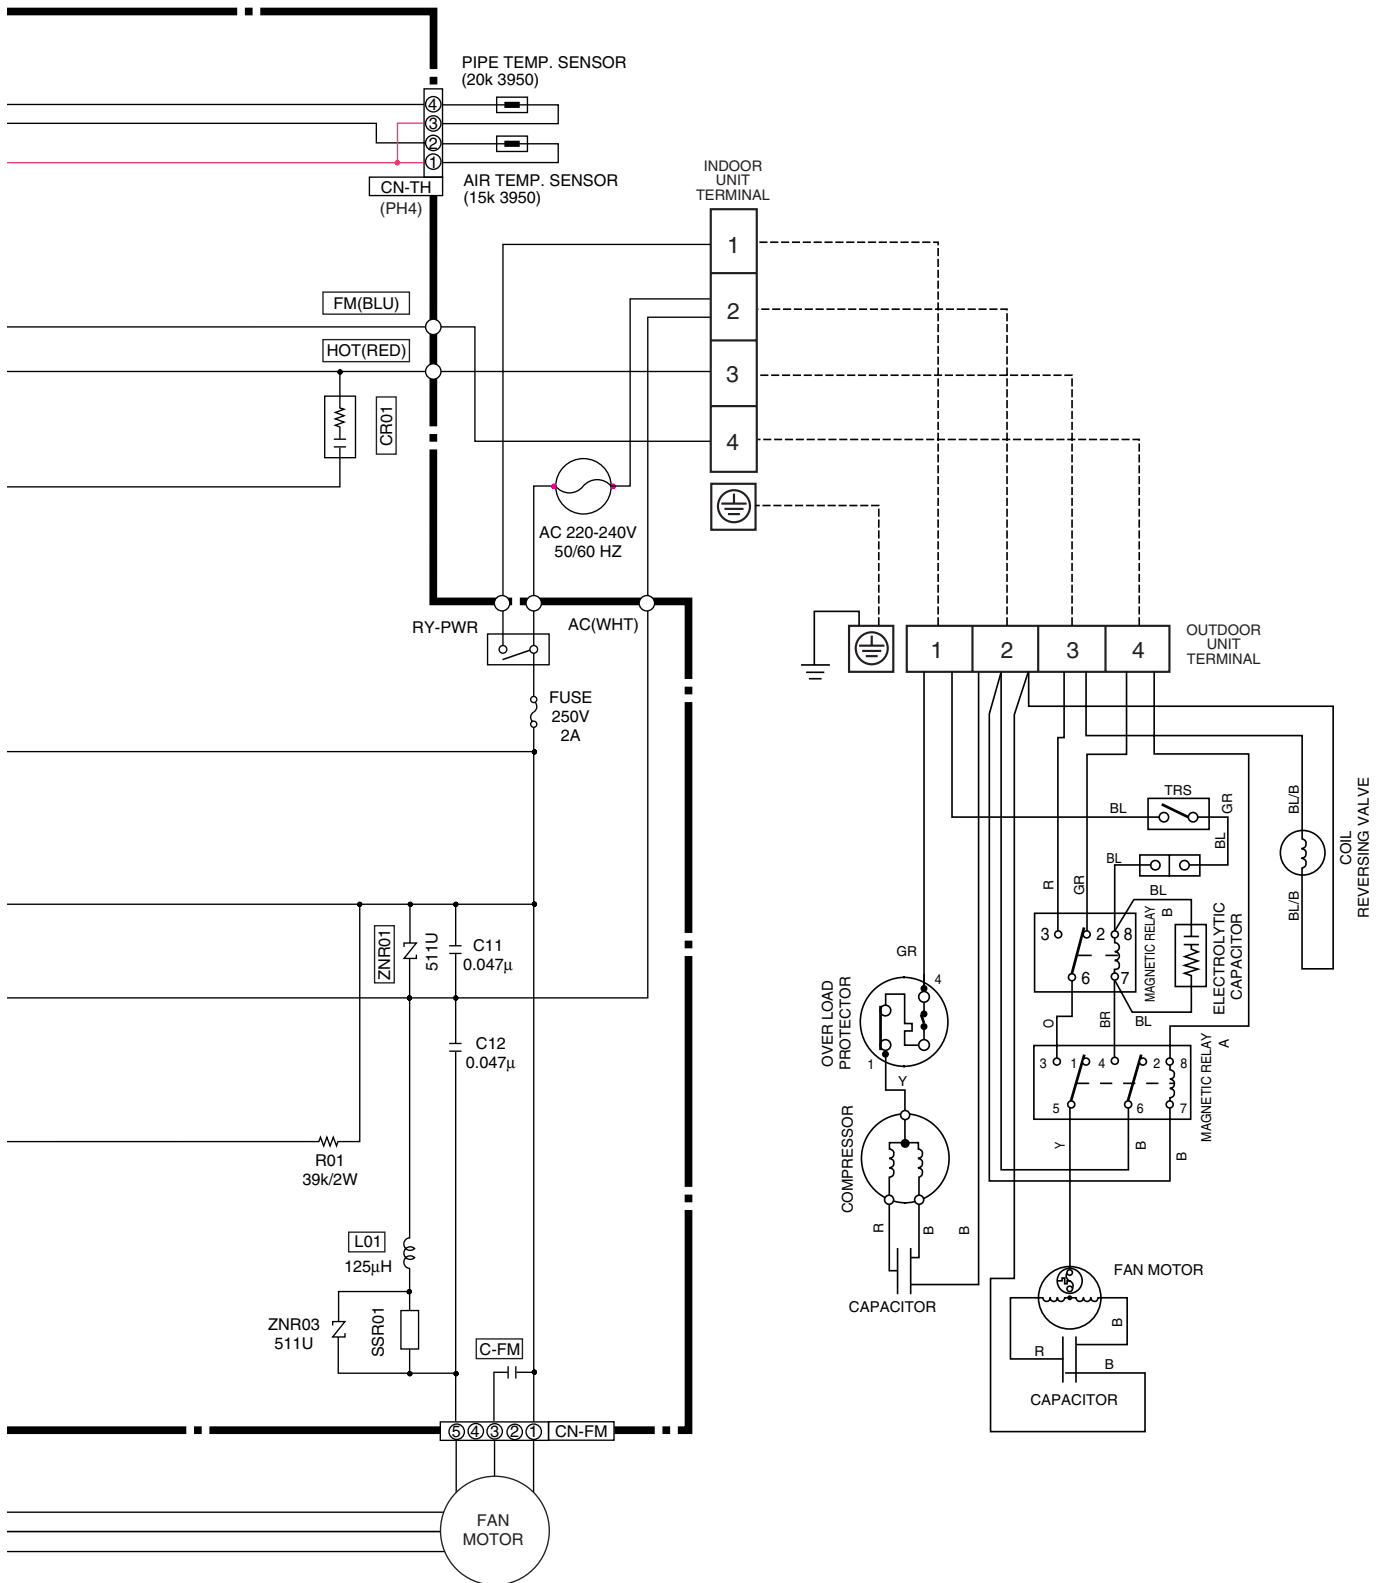 PIPE TEMP. SENSOR
(20k 3950)
4
3
2
1
CN-TH
(PH4)
AIR TEMP. SENSOR
(15k 3950)
INDOOR
UNIT
TERMINAL
1
2
3
4
FM(BLU)
HOT(RED)
CR01
AC 220-240V
50/60 HZ
RY-PWR
AC(WHT)
FUSE
250V
2A
1
2
3
4
OUTDOOR
UNIT
TERMINAL
ZNR01
511U
C11
0.047μ
C12
0.047μ
R01
39k/2W
L01
125μH
ZNR03
511U
SSR01
C-FM
5
4
3
2
1
CN-FM
FAN
MOTOR
GR
OVER LOAD
PROTECTOR
4
1
Y
COMPRESSOR
R
B
B
CAPACITOR
BL
TRS
GR
BL
BL
BL
B
R
GR
3
2
8
6
7
MAGNETIC RELAY
ELECTROLYTIC
CAPACITOR
O
BR
BL
A
3
1
4
2
8
5
6
7
MAGNETIC RELAY
Y
B
B
FAN MOTOR
B
R
B
CAPACITOR
BL/B
BL/B
COIL
REVERSING VALVE